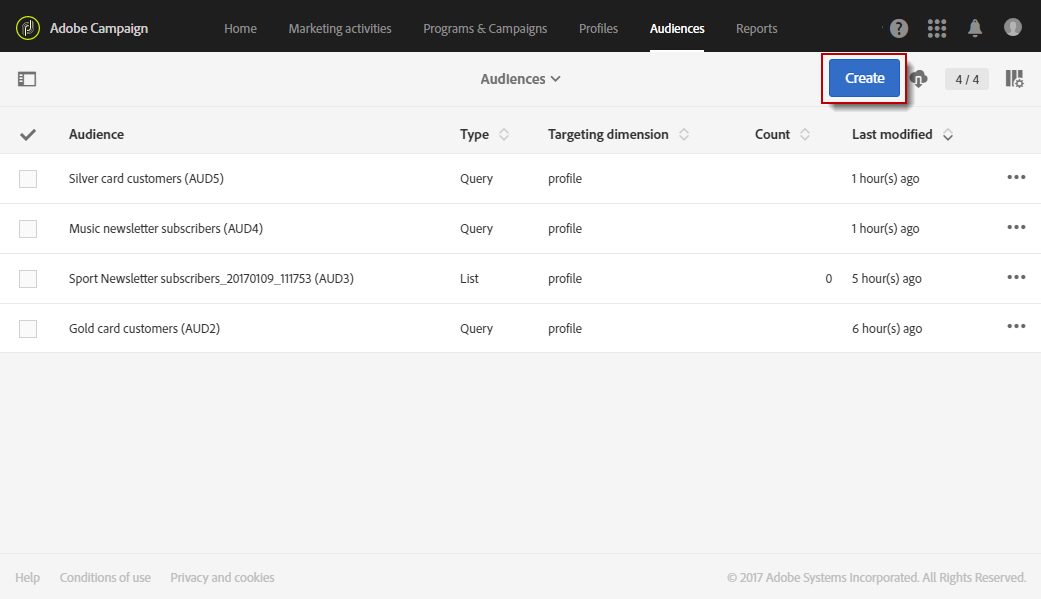 Adobe Campaign Home Marketing activities Programs & Campaigns Profiles Audiences Reports ?
Audiences Create 4 / 4
Audience Type Targeting dimension Count Last modified
Silver card customers (AUD5) Query profile 1 hour(s) ago
Music newsletter subscribers (AUD4) Query profile 1 hour(s) ago
Sport Newsletter subscribers_20170109_111753 (AUD3) List profile 0 5 hour(s) ago
Gold card customers (AUD2) Query profile 6 hour(s) ago
Help Conditions of use Privacy and cookies © 2017 Adobe Systems Incorporated. All Rights Reserved.